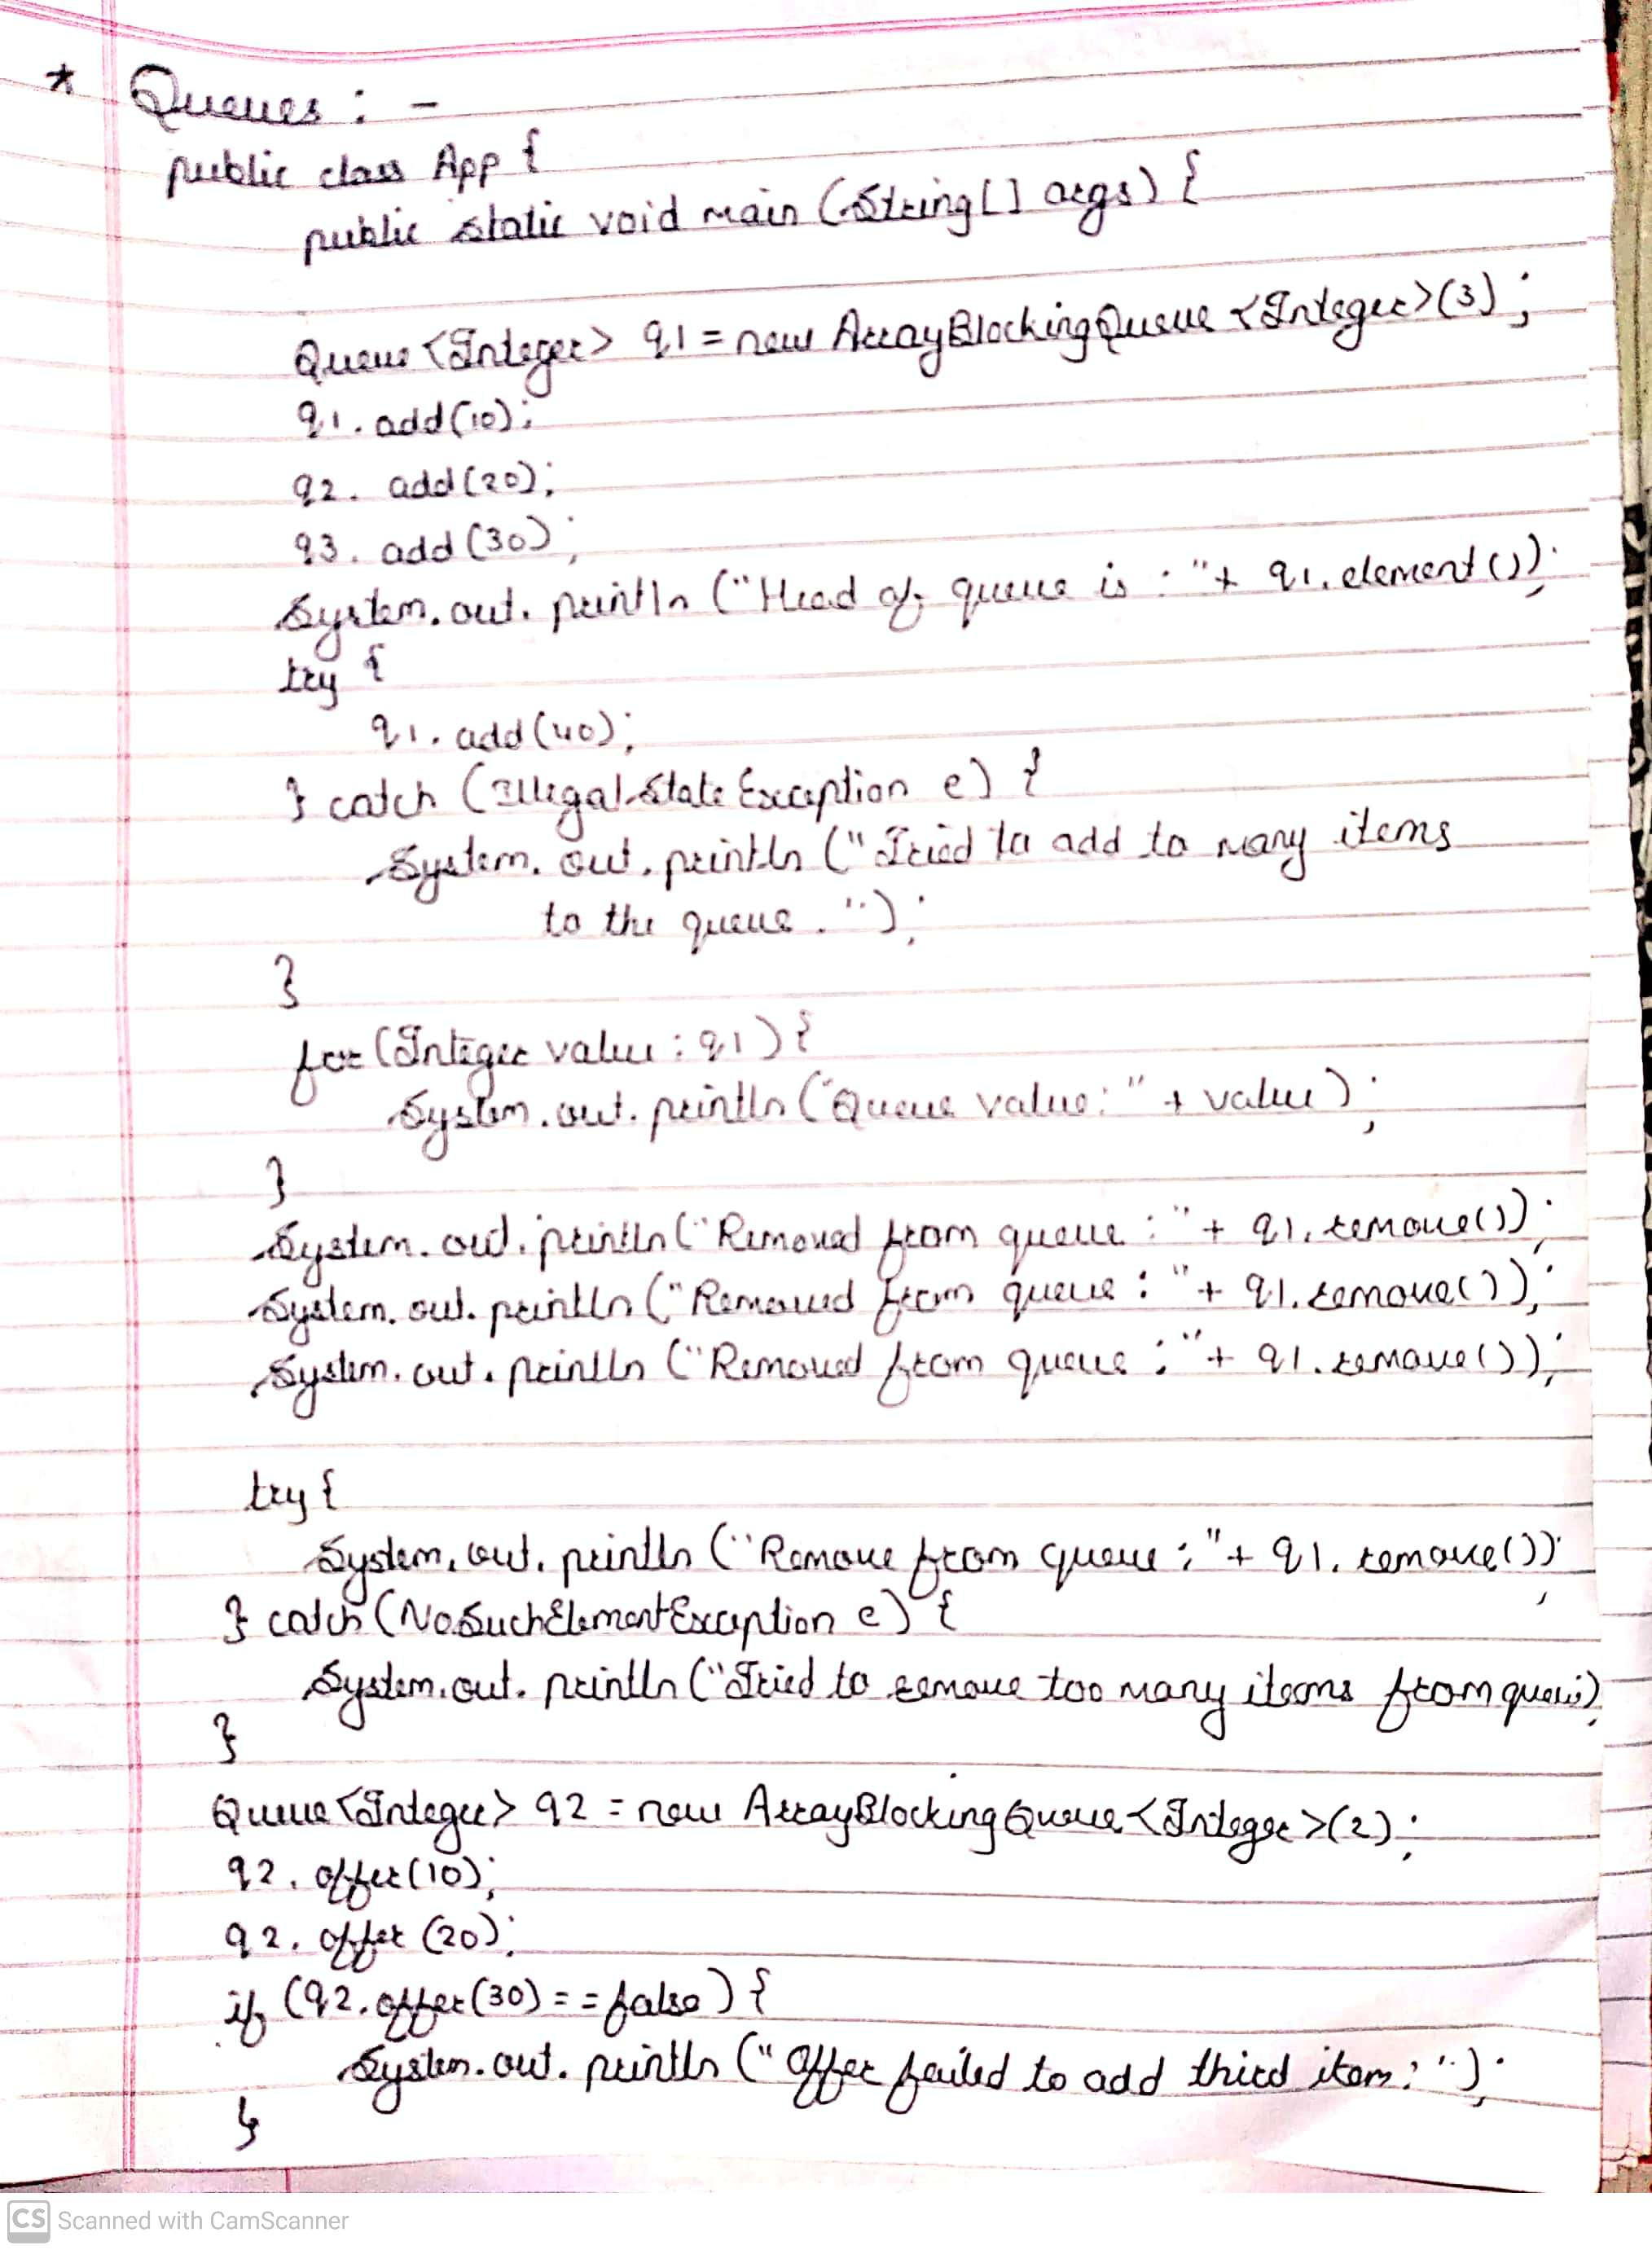 * Queues : -
public class App {
public static void main (String[] args) {
Queue <Integer> q1 = new ArrayBlockingQueue <Integer>(3);
q1. add(10);
q2. add(20);
q3. add(30);
System.out.println ("Head of queue is : "+ q1.element());
try {
q1. add(40);
} catch (IllegalStateException e) {
System.out.println ("Tried to add to many items
to the queue.");
}
for (Integer value : q1) {
System.out.println ("Queue value: " + value);
}
System.out.println ("Removed from queue : "+ q1.remove());
System.out.println ("Removed from queue : "+ q1.remove());
System.out.println ("Removed from queue : "+ q1.remove());
try {
System.out.println ("Remove from queue : "+ q1.remove());
} catch (NoSuchElementException e) {
System.out.println ("Tried to remove too many items from queue);
}
Queue <Integer> q2 = new ArrayBlockingQueue <Integer>(2);
q2. offer(10);
q2. offer (20);
if (q2.offer(30) == false) {
System.out.println ("Offer failed to add third item: ");
}
CS Scanned with CamScanner